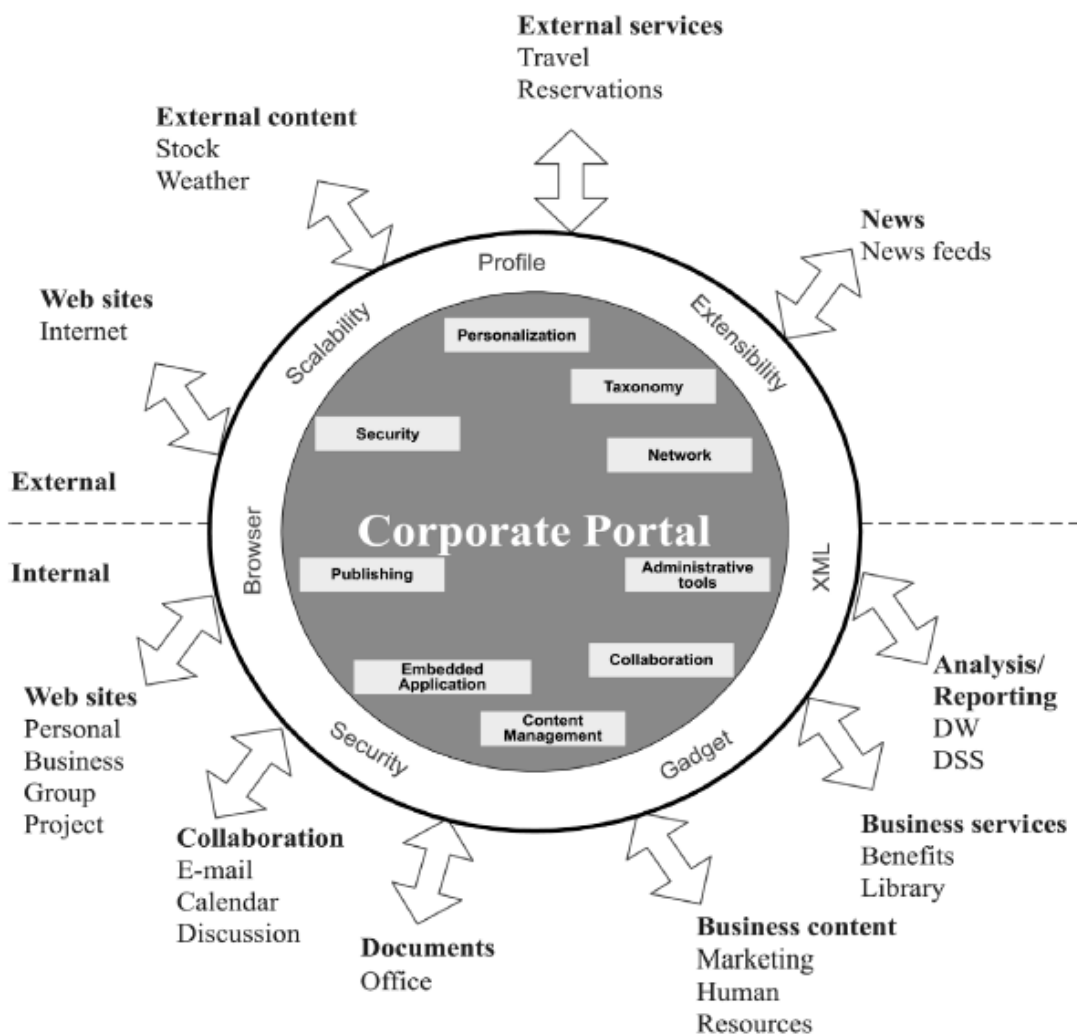 External services
Travel
Reservations
External content
Stock
Weather
News
News feeds
Web sites
Internet
Profile
Scalability
Extensibility
Personalization
Taxonomy
Security
Network
External
Corporate Portal
Browser
XML
Internal
Publishing
Administrative
tools
Embedded
Application
Collaboration
Content
Management
Security
Gadget
Web sites
Personal
Business
Group
Project
Collaboration
E-mail
Calendar
Discussion
Documents
Office
Business content
Marketing
Human
Resources
Business services
Benefits
Library
Analysis/
Reporting
DW
DSS